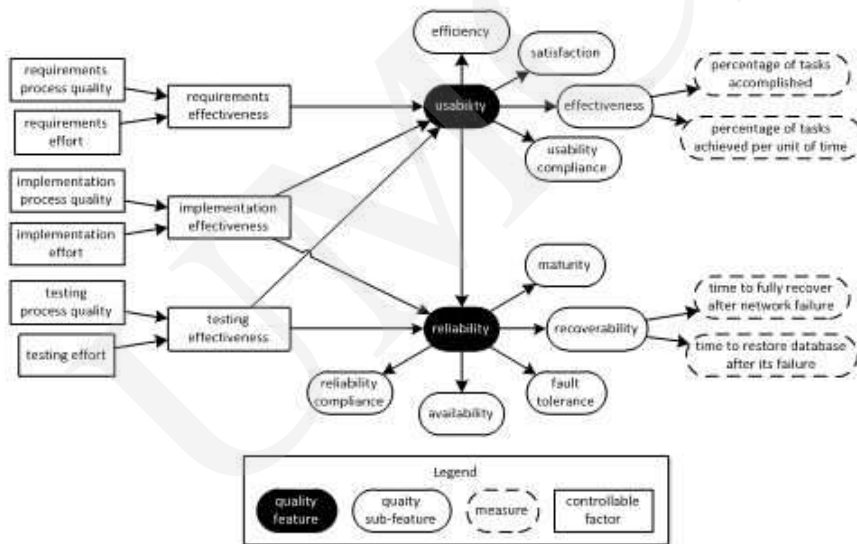 efficiency
satisfaction
requirements
process quality
requirements
effort
requirements
effectiveness
usability
effectiveness
usability
compliance
percentage of tasks
accomplished
percentage of tasks
achieved per unit of time
implementation
process quality
implementation
effort
implementation
effectiveness
testing
process quality
testing effort
testing
effectiveness
reliability
maturity
recoverability
time to fully recover
after network failure
time to restore database
after its failure
reliability
compliance
availability
fault
tolerance
Legend
quality
feature
quaity
sub-feature
measure
controllable
factor